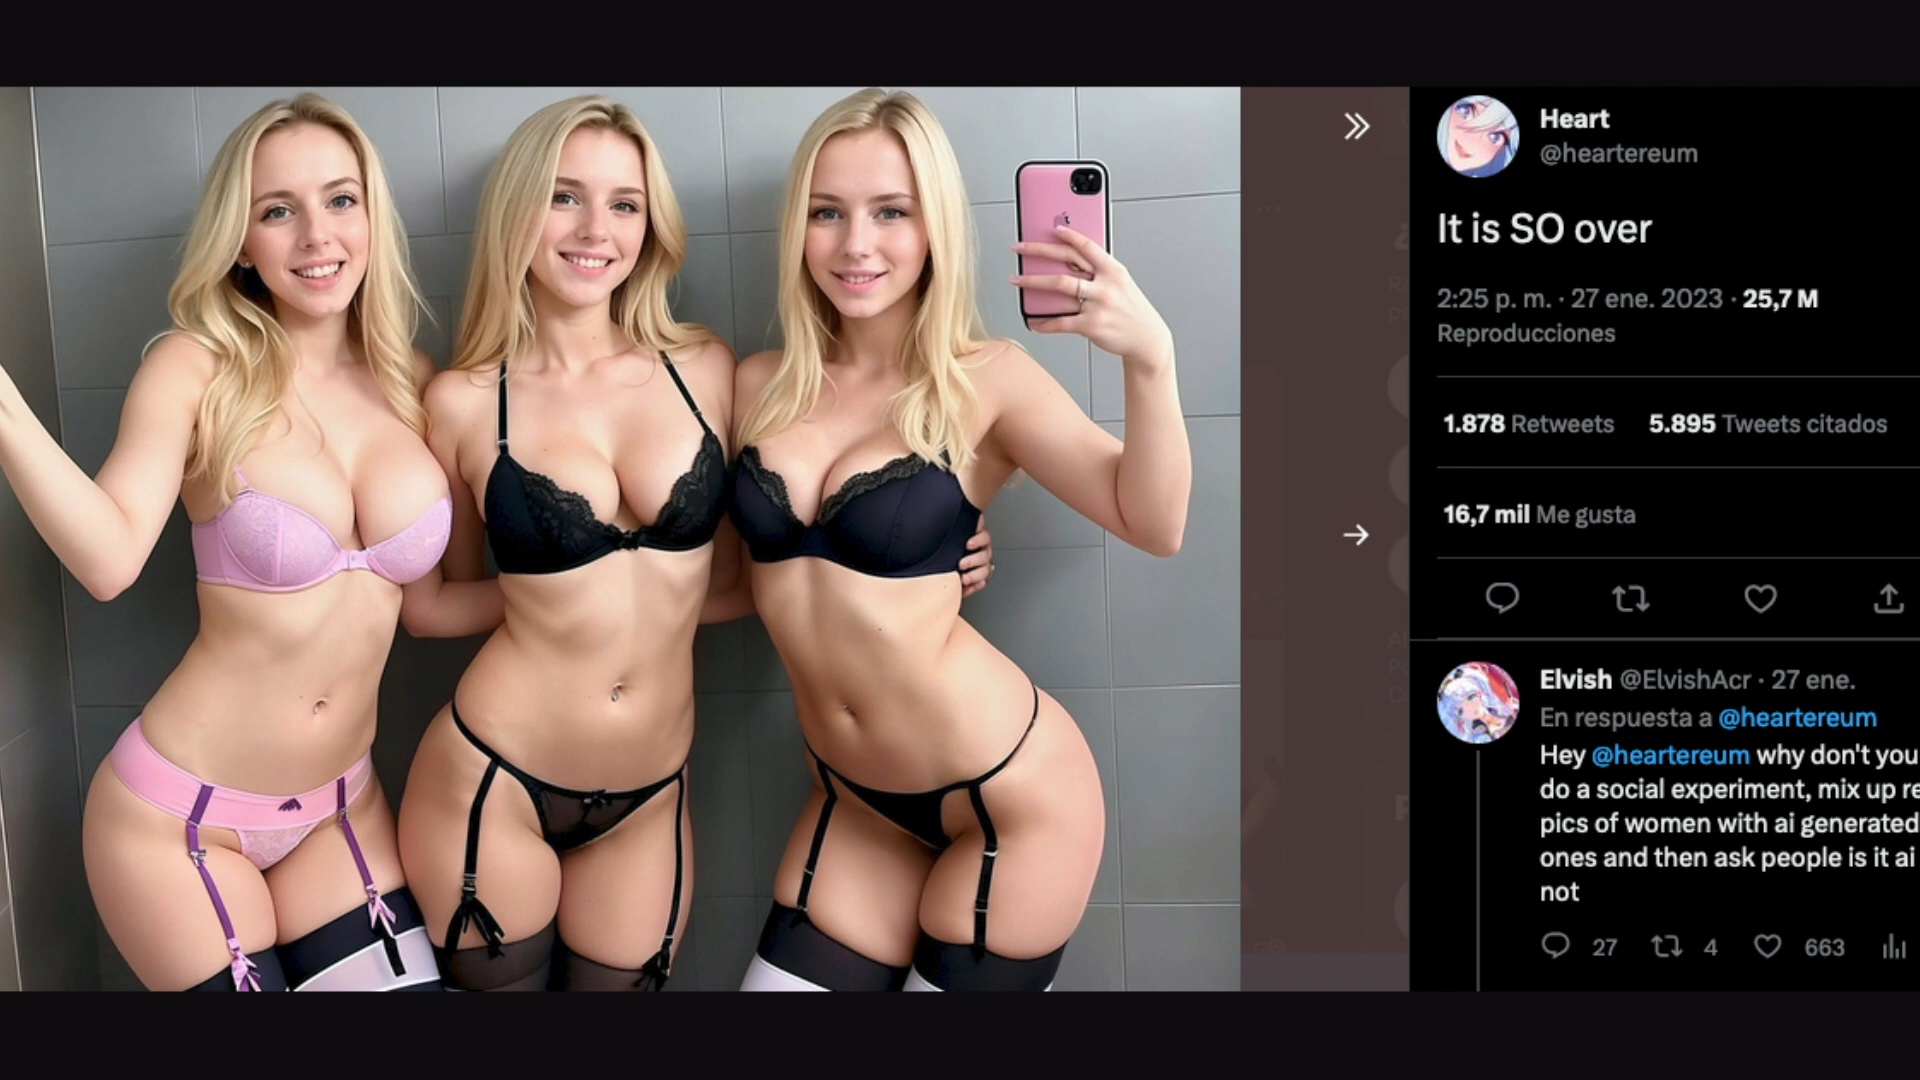 Heart
@heartereum
It is SO over
2:25 p. m. · 27 ene. 2023 · 25,7 M
Reproducciones
1.878 Retweets 5.895 Tweets citados
16,7 mil Me gusta
Elvish @ElvishAcr · 27 ene.
En respuesta a @heartereum
Hey @heartereum why don't you
do a social experiment, mix up re
pics of women with ai generated
ones and then ask people is it ai
not
27 4 663